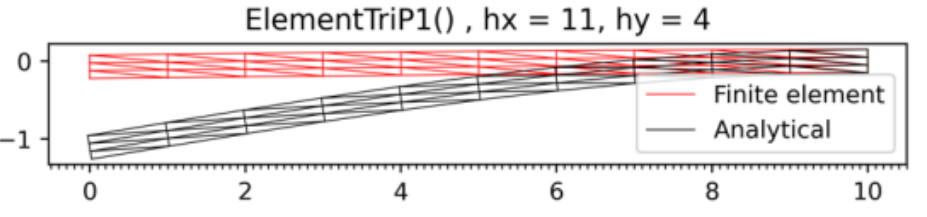 ElementTriP1() , hx = 11, hy = 4
0
−1
Finite element
Analytical
0 2 4 6 8 10